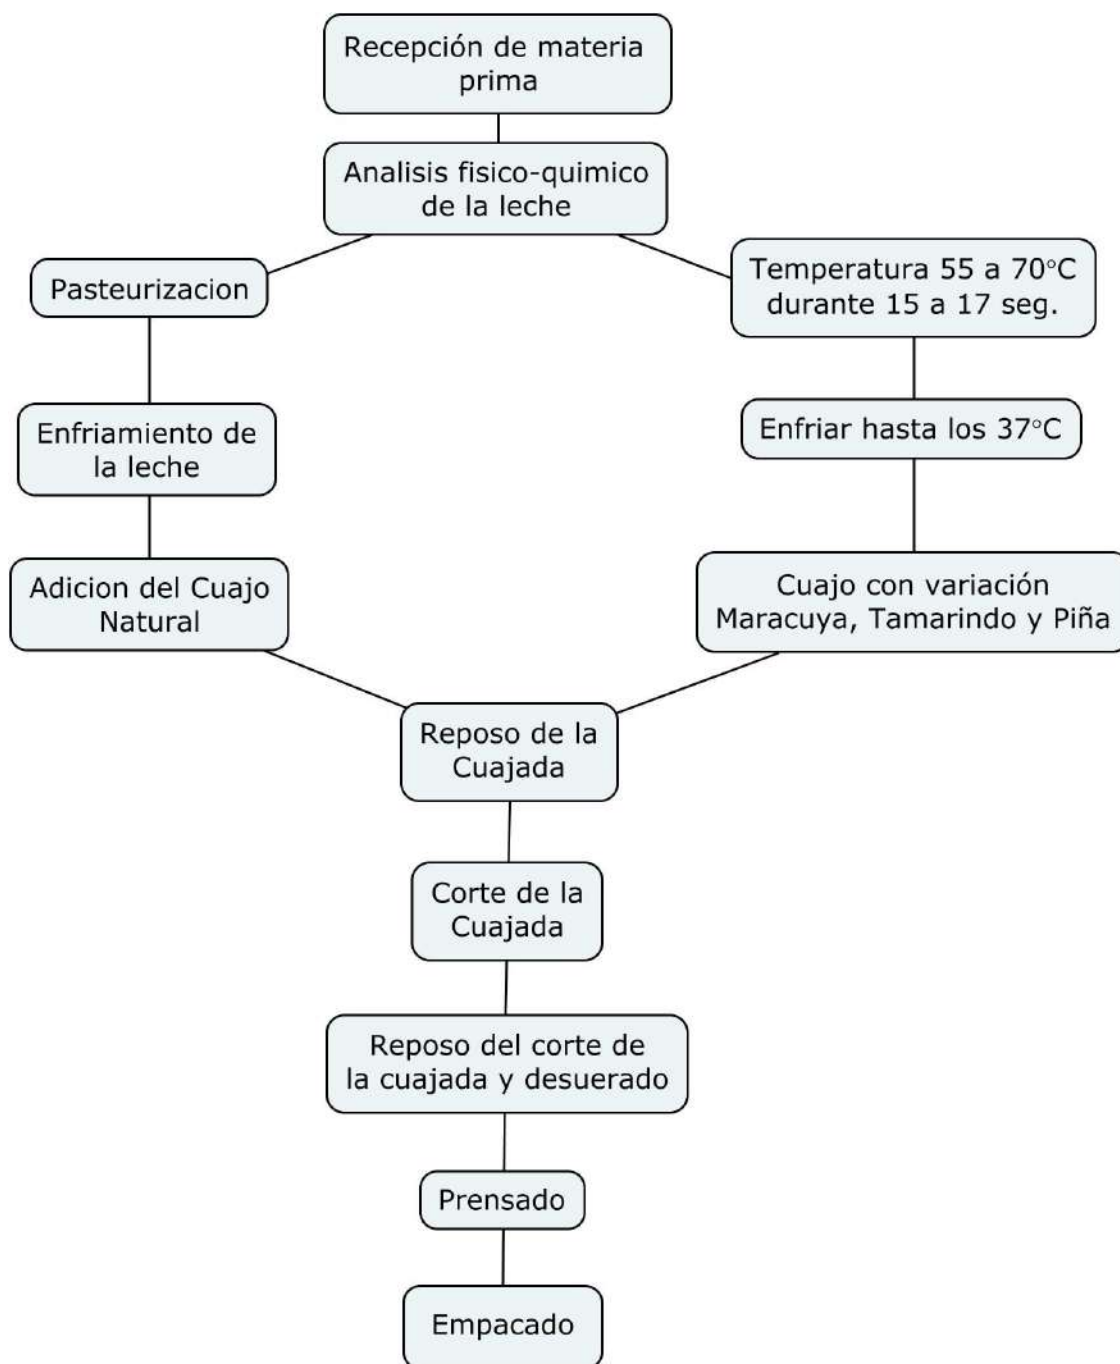 Recepción de materia
prima
Analisis fisico-quimico
de la leche
Pasteurizacion
Temperatura 55 a 70°C
durante 15 a 17 seg.
Enfriamiento de
la leche
Enfriar hasta los 37°C
Adicion del Cuajo
Natural
Cuajo con variación
Maracuya, Tamarindo y Piña
Reposo de la
Cuajada
Corte de la
Cuajada
Reposo del corte de
la cuajada y desuerado
Prensado
Empacado